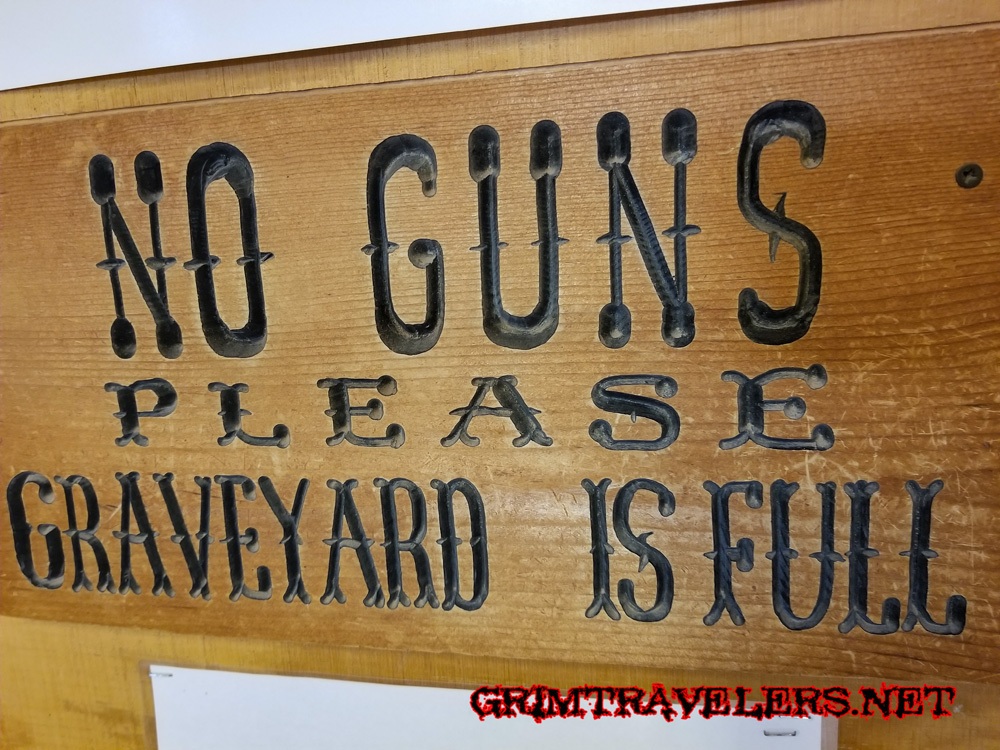 NO GUNS
PLEASE
GRAVEYARD IS FULL
GRIMTRAVELERS.NET